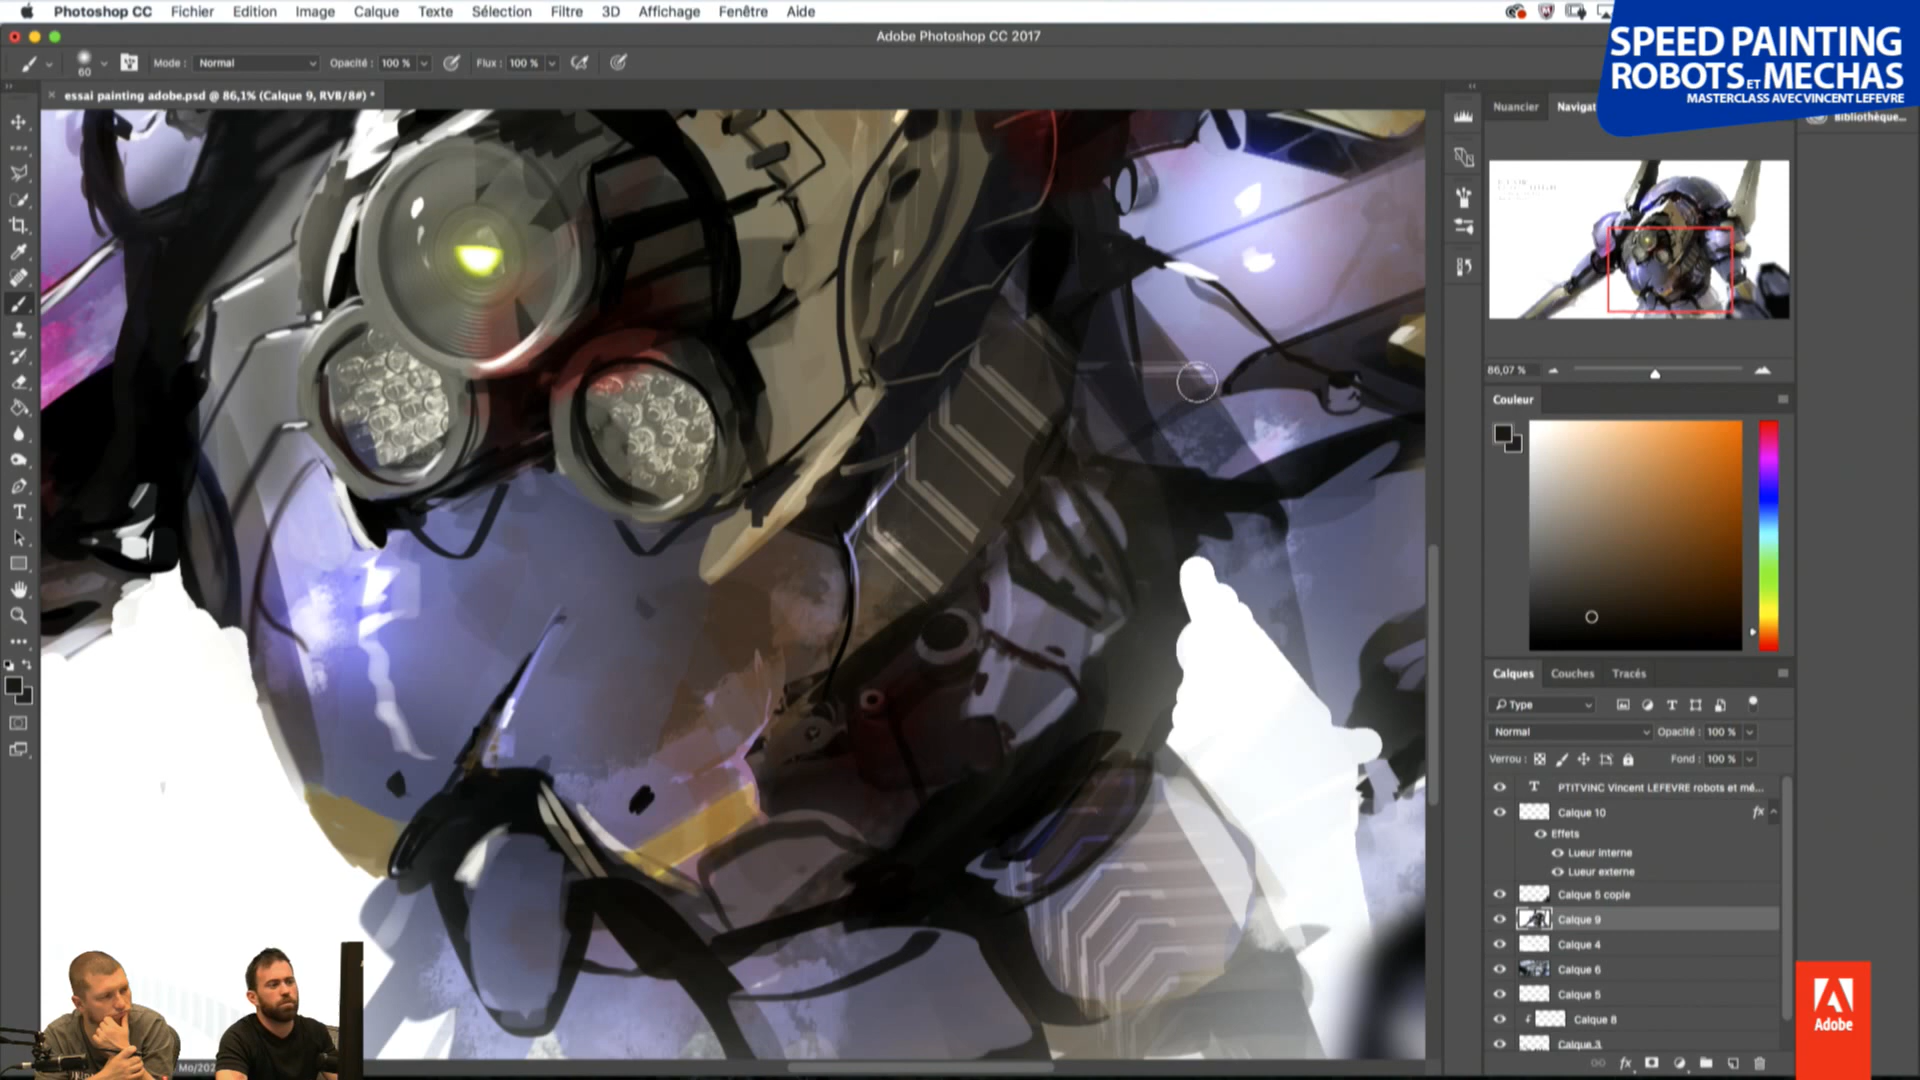 Photoshop CC Fichier Edition Image Calque Texte Sélection Filtre 3D Affichage Fenêtre Aide
Adobe Photoshop CC 2017
SPEED PAINTING
ROBOTS ET MECHAS
MASTERCLASS AVEC VINCENT LEFEVRE
60 Mode : Normal Opacité : 100 % Flux : 100 %
essai painting adobe.psd @ 86,1% (Calque 9, RVB/8#) *
Nuancier Navigat
Bibliothèque...
86,07 %
Couleur
Calques Couches Tracés
Type
Normal Opacité : 100 %
Verrou : Fond : 100 %
T PTITVINC Vincent LEFEVRE robots et mé...
Calque 10 fx
Effets
Lueur interne
Lueur externe
Calque 5 copie
Calque 9
Calque 4
Calque 6
Calque 5
Calque 8
Calque 3
Adobe
fx